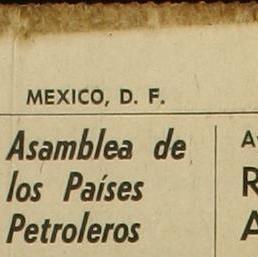 MEXICO, D. F.
Asamblea de
los Países
Petroleros